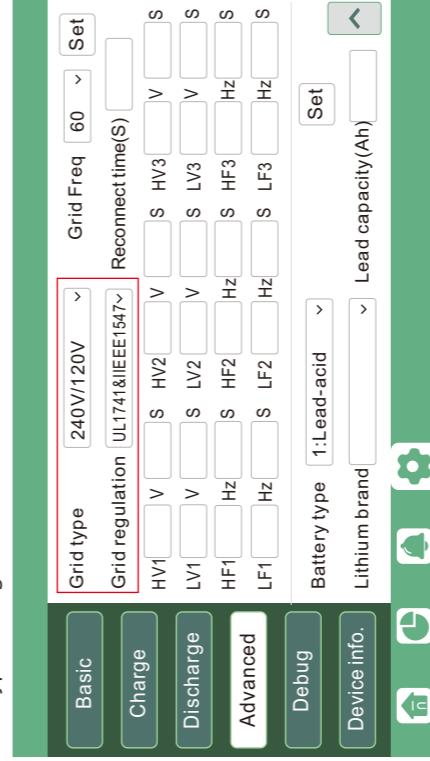 Basic
Charge
Discharge
Advanced
Debug
Device info.
Grid type 240V/120V Grid Freq 60 Set
Grid regulation UL1741&IIEEE1547 Reconnect time(S)
HV1 V S HV2 V S HV3 V S
LV1 V S LV2 V S LV3 V S
HF1 Hz S HF2 Hz S HF3 Hz S
LF1 Hz S LF2 Hz S LF3 Hz S
Battery type 1:Lead-acid Set
Lithium brand Lead capacity(Ah)